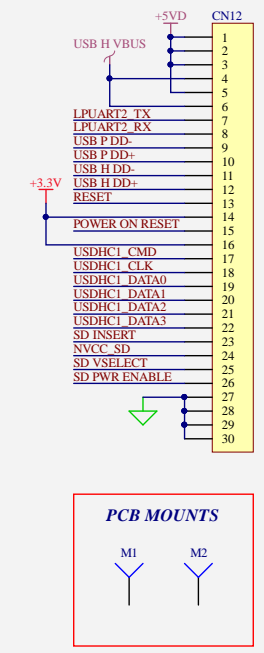 +5VD CN12
USB H VBUS
1
2
3
4
5
6
LPUART2_TX 7
LPUART2_RX 8
USB P DD- 9
USB P DD+ 10
USB H DD- 11
USB H DD+ 12
RESET 13
+3.3V
14
POWER ON RESET 15
16
USDHC1_CMD 17
USDHC1_CLK 18
USDHC1_DATA0 19
USDHC1_DATA1 20
USDHC1_DATA2 21
USDHC1_DATA3 22
SD INSERT 23
NVCC_SD 24
SD VSELECT 25
SD PWR ENABLE 26
27
28
29
30
PCB MOUNTS
M1 M2